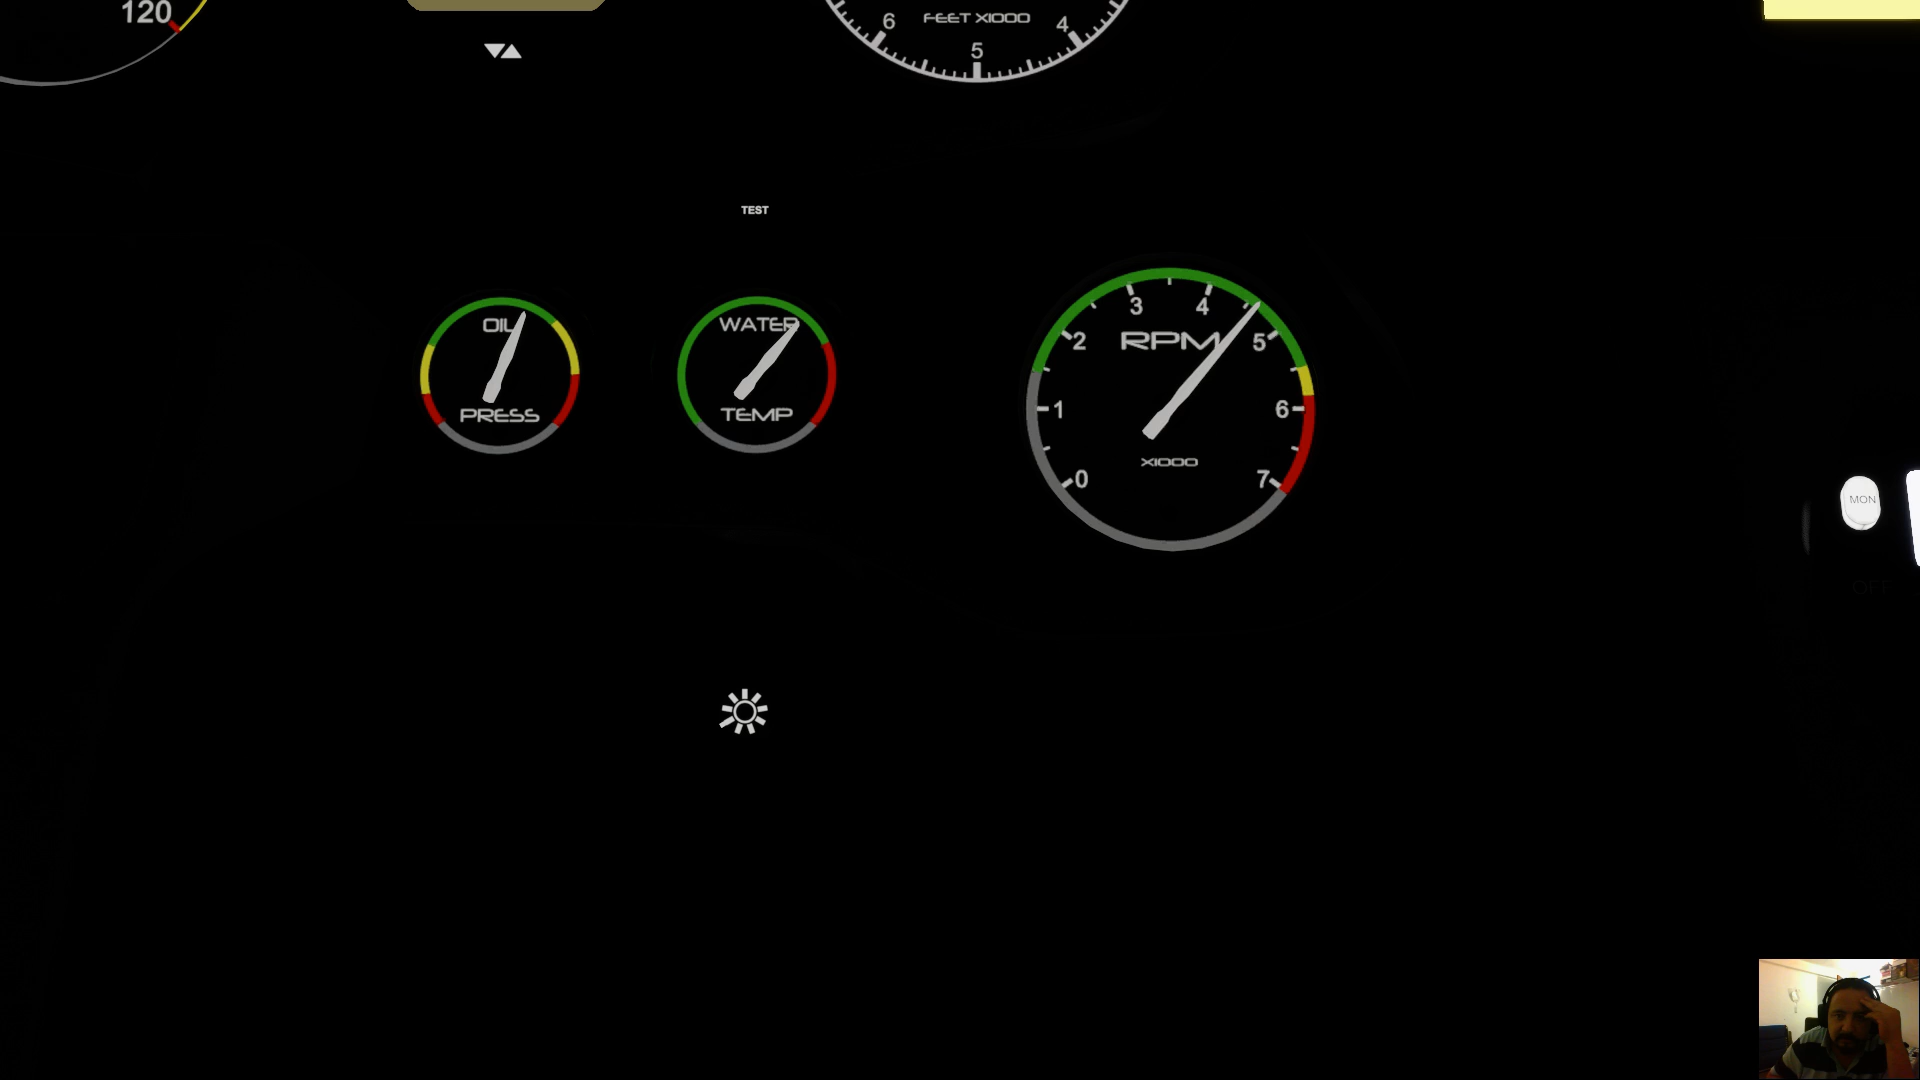 120
6 FEET X1000 4
5
TEST
OIL
PRESS
WATER
TEMP
3 4
2 RPM 5
1 6
X1000
0 7
MON
OFF